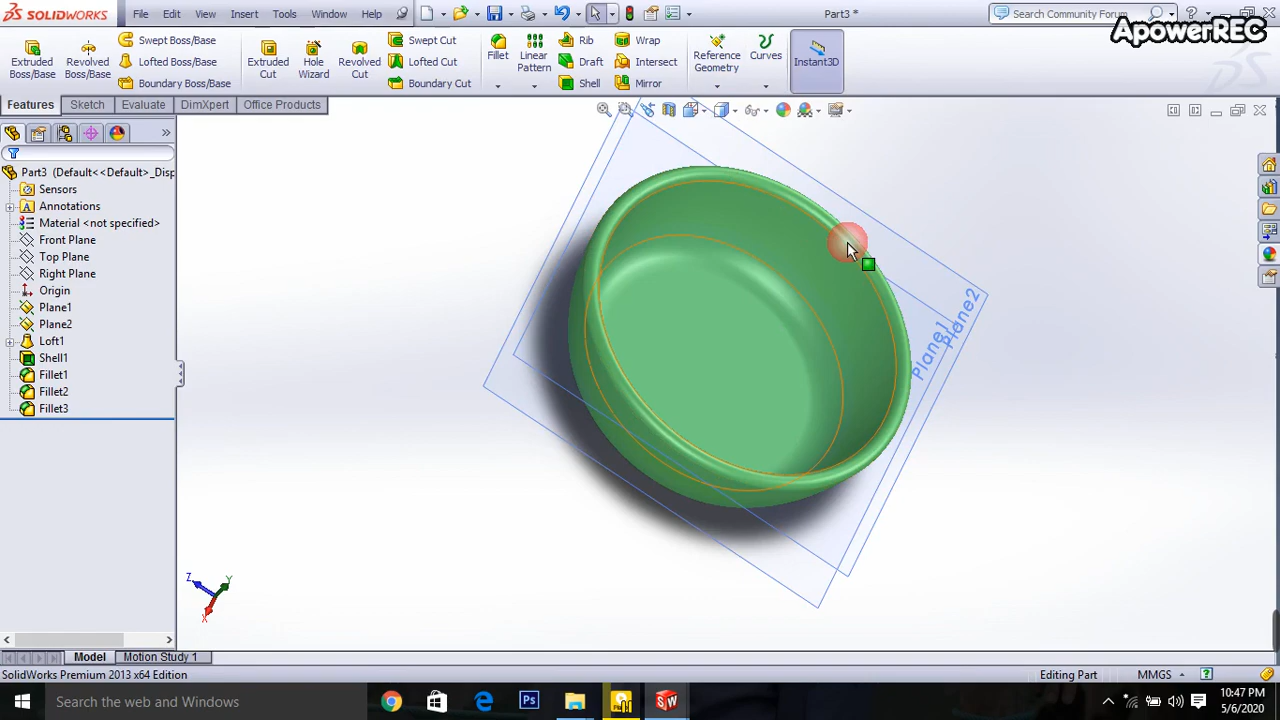 SOLIDWORKS File Edit View Insert Tools Window Help Part3 * Search Community Forum
ApowerREC
Extruded Boss/Base Revolved Boss/Base Swept Boss/Base Lofted Boss/Base Boundary Boss/Base Extruded Cut Hole Wizard Revolved Cut Swept Cut Lofted Cut Boundary Cut Fillet Linear Pattern Rib Draft Shell Wrap Intersect Mirror Reference Geometry Curves Instant3D
Features Sketch Evaluate DimXpert Office Products
Part3 (Default<<Default>_Disp
Sensors
Annotations
Material <not specified>
Front Plane
Top Plane
Right Plane
Origin
Plane1
Plane2
Loft1
Shell1
Fillet1
Fillet2
Fillet3
Plane1
Plane2
Z Y
X
Model Motion Study 1
SolidWorks Premium 2013 x64 Edition Editing Part MMGS
Search the web and Windows
10:47 PM
5/6/2020